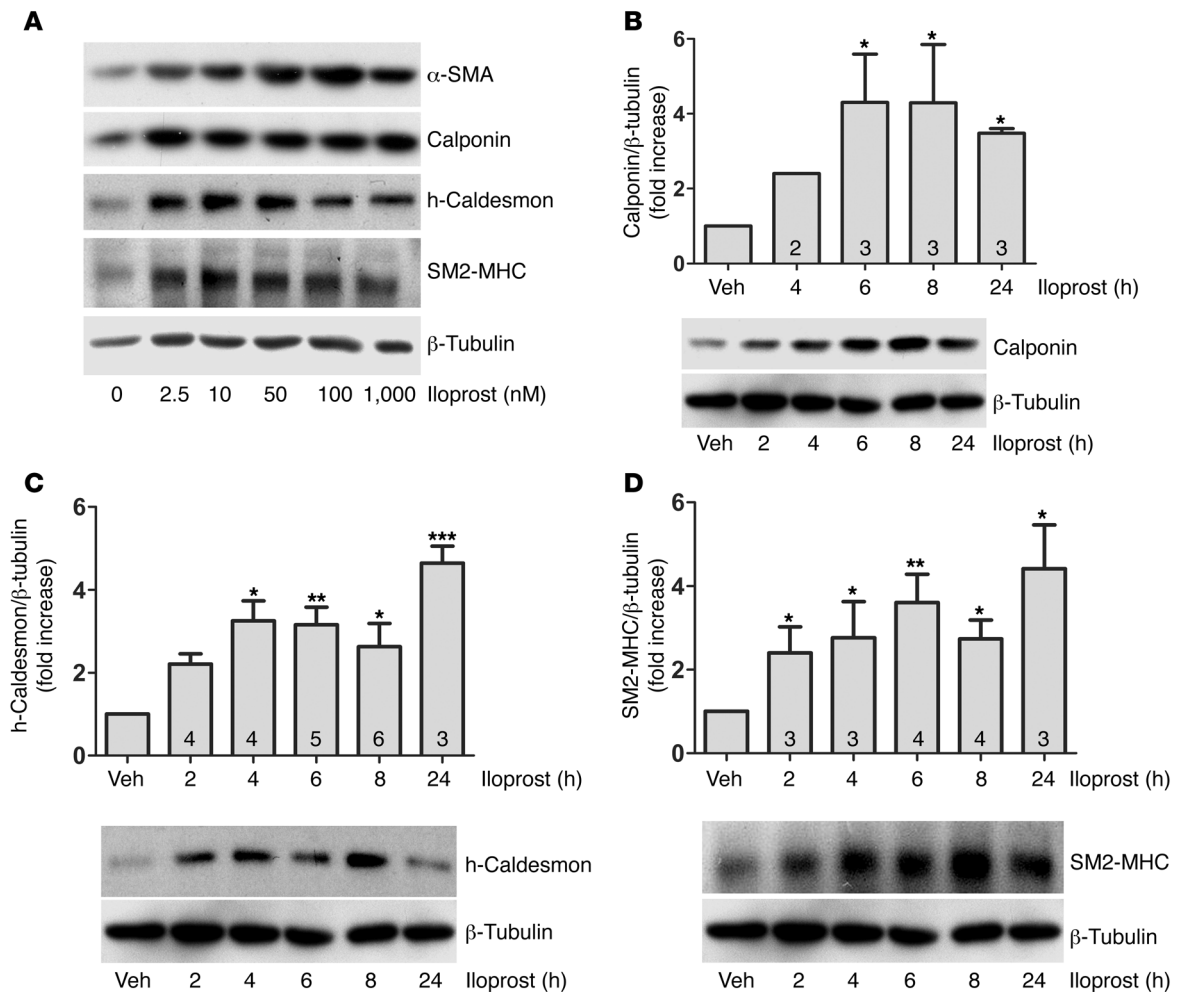 A
α-SMA
Calponin
h-Caldesmon
SM2-MHC
β-Tubulin
0 2.5 10 50 100 1,000 Iloprost (nM)
B
Calponin/β-tubulin
(fold increase)
6
4
2
0
* * *
2 3 3 3
Veh 4 6 8 24 Iloprost (h)
Calponin
β-Tubulin
Veh 2 4 6 8 24 Iloprost (h)
C
h-Caldesmon/β-tubulin
(fold increase)
6
4
2
0
* ** * ***
4 4 5 6 3
Veh 2 4 6 8 24 Iloprost (h)
h-Caldesmon
β-Tubulin
Veh 2 4 6 8 24 Iloprost (h)
D
SM2-MHC/β-tubulin
(fold increase)
6
4
2
0
* * ** * *
3 3 4 4 3
Veh 2 4 6 8 24 Iloprost (h)
SM2-MHC
β-Tubulin
Veh 2 4 6 8 24 Iloprost (h)